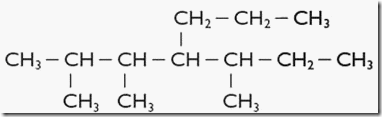 CH₂ – CH₂ – CH₃
CH₃ – CH – CH – CH – CH – CH₂ – CH₃
CH₃ CH₃ CH₃